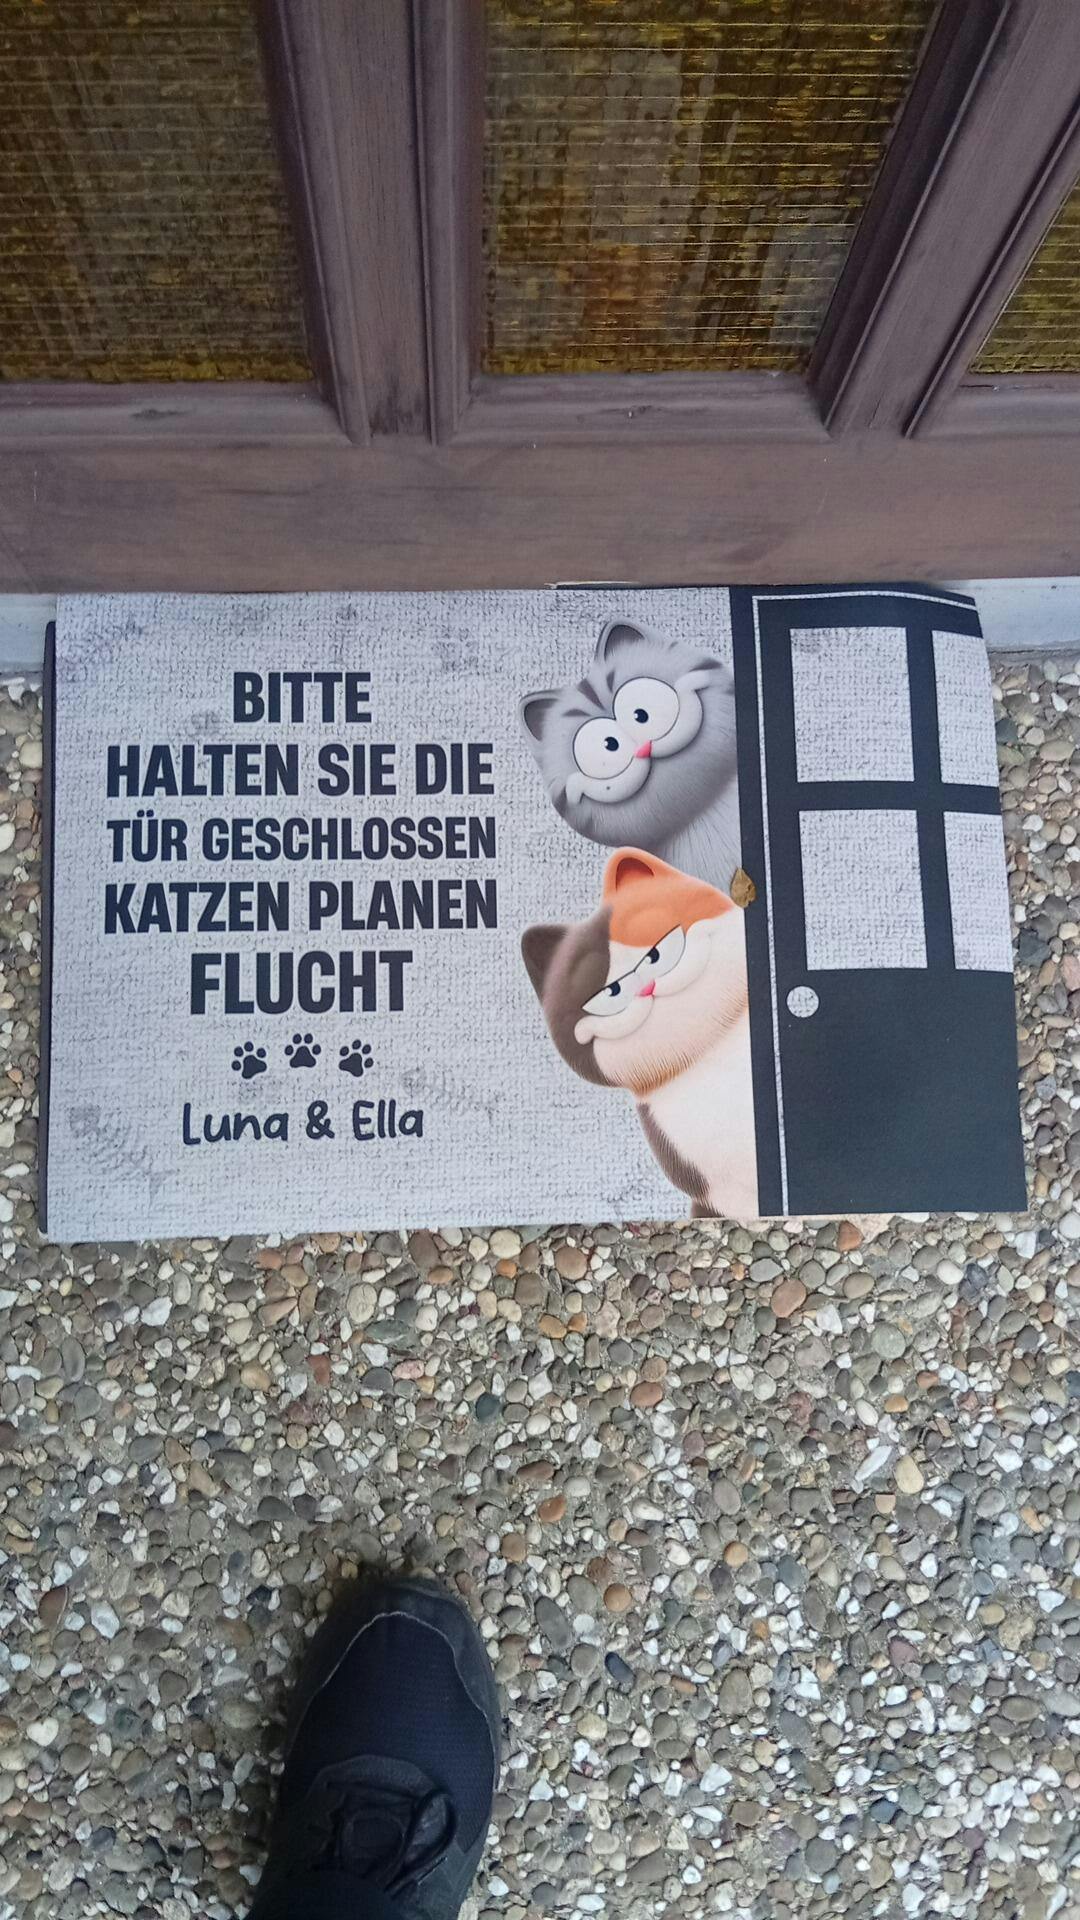 BITTE
HALTEN SIE DIE
TÜR GESCHLOSSEN
KATZEN PLANEN
FLUCHT
Luna & Ella